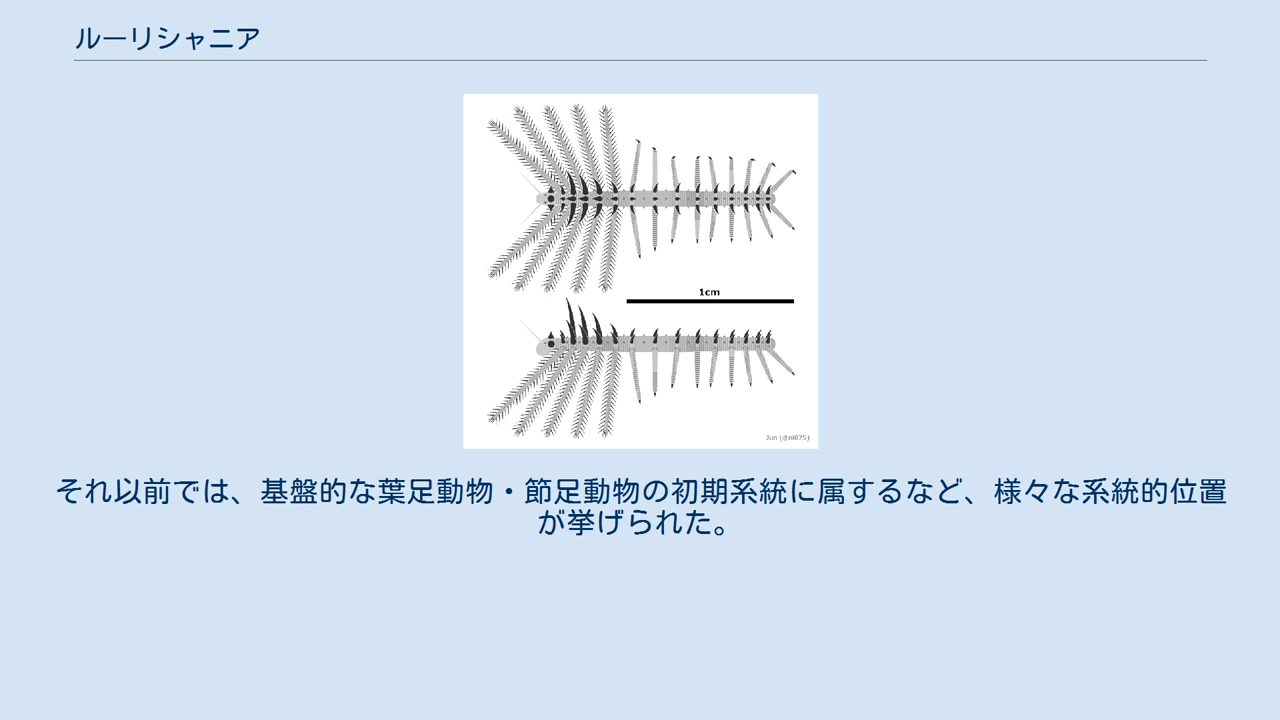 ルーリシャニア
1cm
Jun (@ni075)
それ以前では、基盤的な葉足動物・節足動物の初期系統に属するなど、様々な系統的位置
が挙げられた。